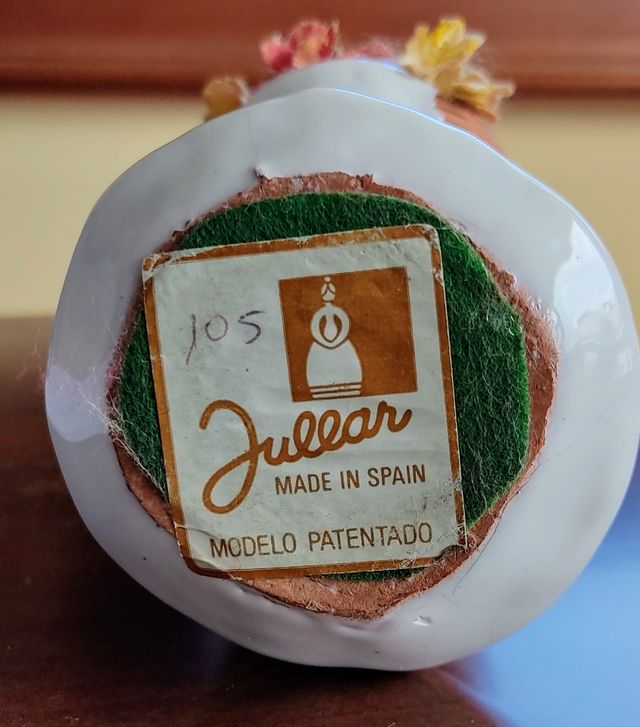 105
Jullar
MADE IN SPAIN
MODELO PATENTADO